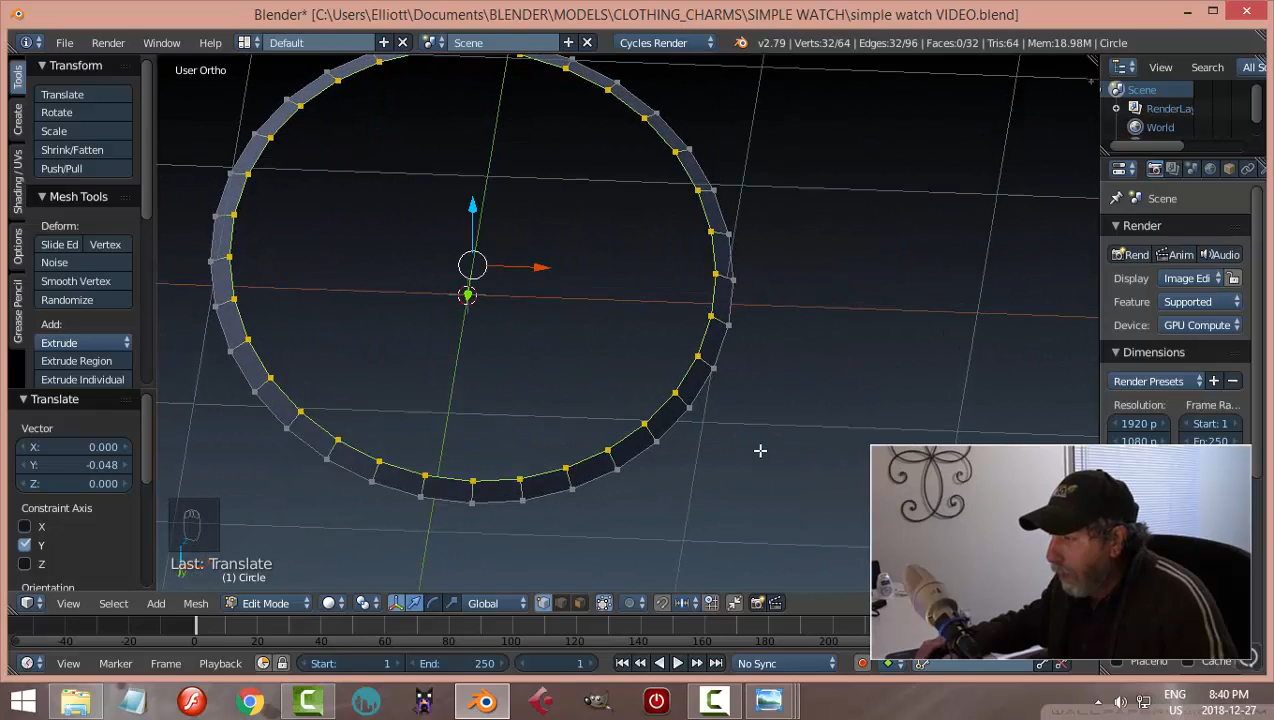 Blender* [C:\Users\Elliott\Documents\BLENDER\MODELS\CLOTHING_CHARMS\SIMPLE WATCH\simple watch VIDEO.blend]
File Render Window Help Default Scene Cycles Render v2.79 | Verts:32/64 | Edges:32/96 | Faces:0/32 | Tris:64 | Mem:18.98M | Circle
Tools
Create
Shading / UVs
Options
Grease Pencil
Transform
Translate
Rotate
Scale
Shrink/Fatten
Push/Pull
Mesh Tools
Deform:
Slide Ed Vertex
Noise
Smooth Vertex
Randomize
Add:
Extrude
Extrude Region
Extrude Individual
Translate
Vector
X: 0.000
Y: -0.048
Z: 0.000
Constraint Axis
X
Y
Z
Orientation
User Ortho
Last: Translate
(1) Circle
View Search All S
Scene
RenderLay
World
Scene
Render
Rend Anim Audio
Display Image Edi
Feature Supported
Device: GPU Compute
Dimensions
Render Presets
Resolution: Frame Ra...
1920 p Start: 1
1080 p En:250
View Select Add Mesh Edit Mode Global
-40 -20 0 20 40 60 80 100 120 140 160 180 200
View Marker Frame Playback Start: 1 End: 250 1 No Sync
Placeho Cache
ENG
US
8:40 PM
2018-12-27